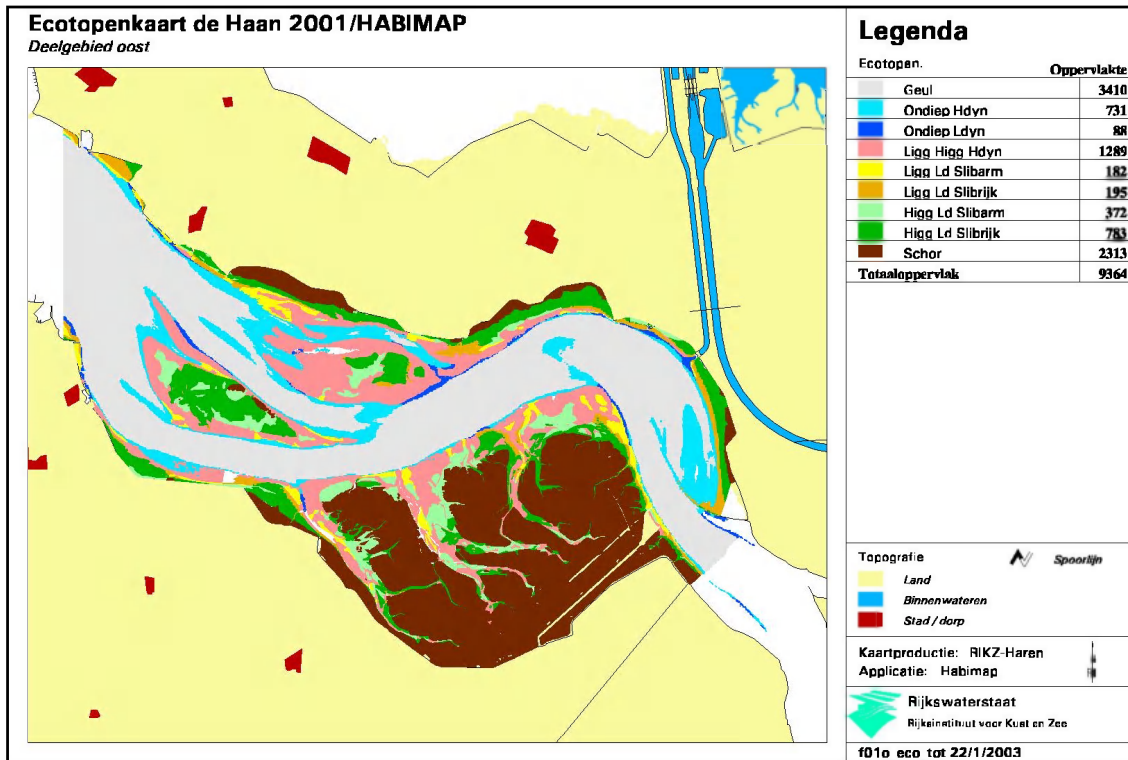 Ecotopenkaart de Haan 2001/HABIMAP
Deelgebied oost
Legenda
Ecotopen. Oppervlakte
Geul 3410
Ondiep Hdyn 731
Ondiep Ldyn 88
Ligg Higg Hdyn 1289
Ligg Ld Slibarm 182
Ligg Ld Slibrijk 195
Higg Ld Slibarm 372
Higg Ld Slibrijk 783
Schor 2313
Totaaloppervlak 9364
Topografie
Spoorlijn
Land
Binnenwateren
Stad / dorp
Kaartproductie: RIKZ-Haren
Applicatie: Habimap
Rijkswaterstaat
Rijksinstituut voor Kust en Zee
f01o eco tot 22/1/2003